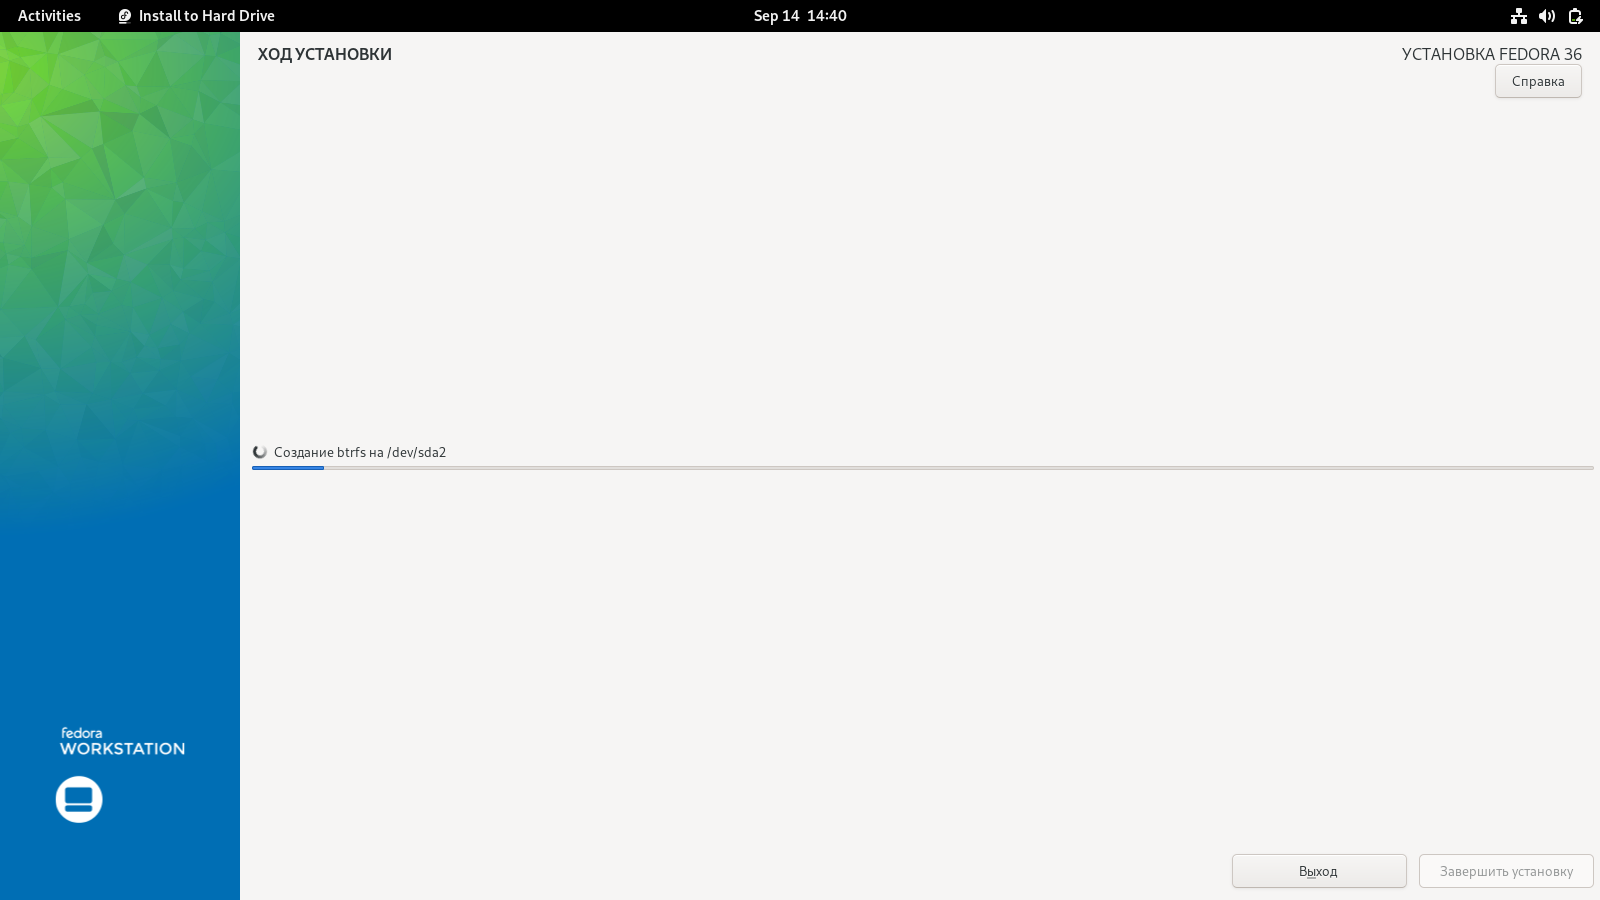 Activities
Install to Hard Drive
Sep 14 14:40
ХОД УСТАНОВКИ
УСТАНОВКА FEDORA 36
Справка
Создание btrfs на /dev/sda2
fedora
WORKSTATION
Выход
Завершить установку